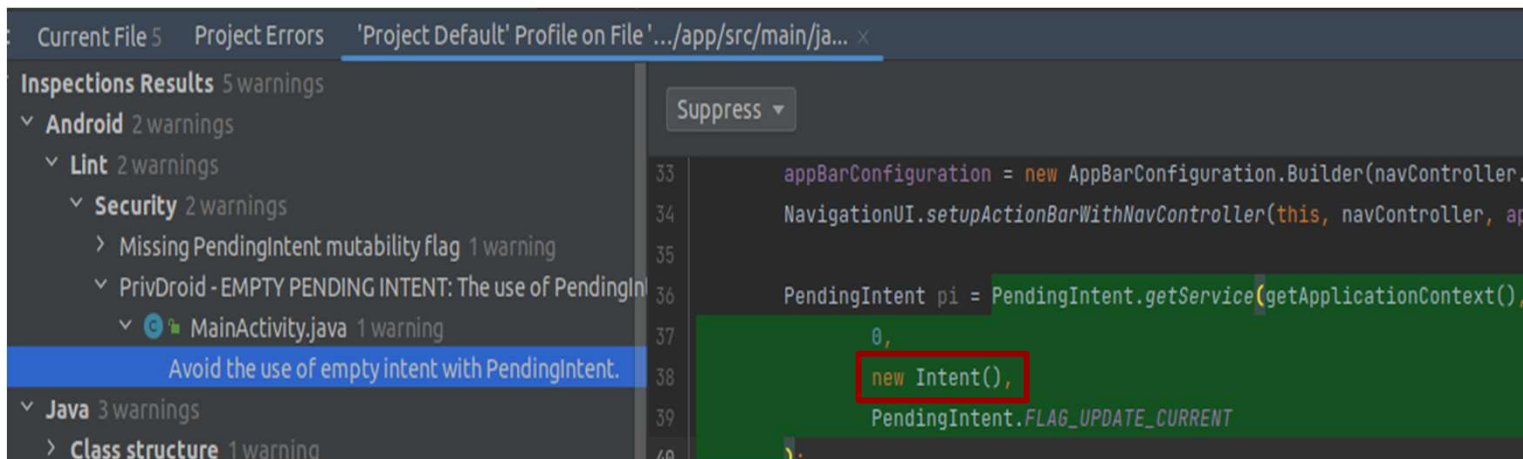 Current File 5 Project Errors 'Project Default' Profile on File '.../app/src/main/ja... ×
Inspections Results 5 warnings
Android 2 warnings
Lint 2 warnings
Security 2 warnings
Missing PendingIntent mutability flag 1 warning
PrivDroid - EMPTY PENDING INTENT: The use of PendingIn
MainActivity.java 1 warning
Avoid the use of empty intent with PendingIntent.
Java 3 warnings
Class structure 1 warning
Suppress
33 appBarConfiguration = new AppBarConfiguration.Builder(navController.
34 NavigationUI.setupActionBarWithNavController(this, navController, ap
35
36 PendingIntent pi = PendingIntent.getService(getApplicationContext(),
37 0,
38 new Intent(),
39 PendingIntent.FLAG_UPDATE_CURRENT
40 );